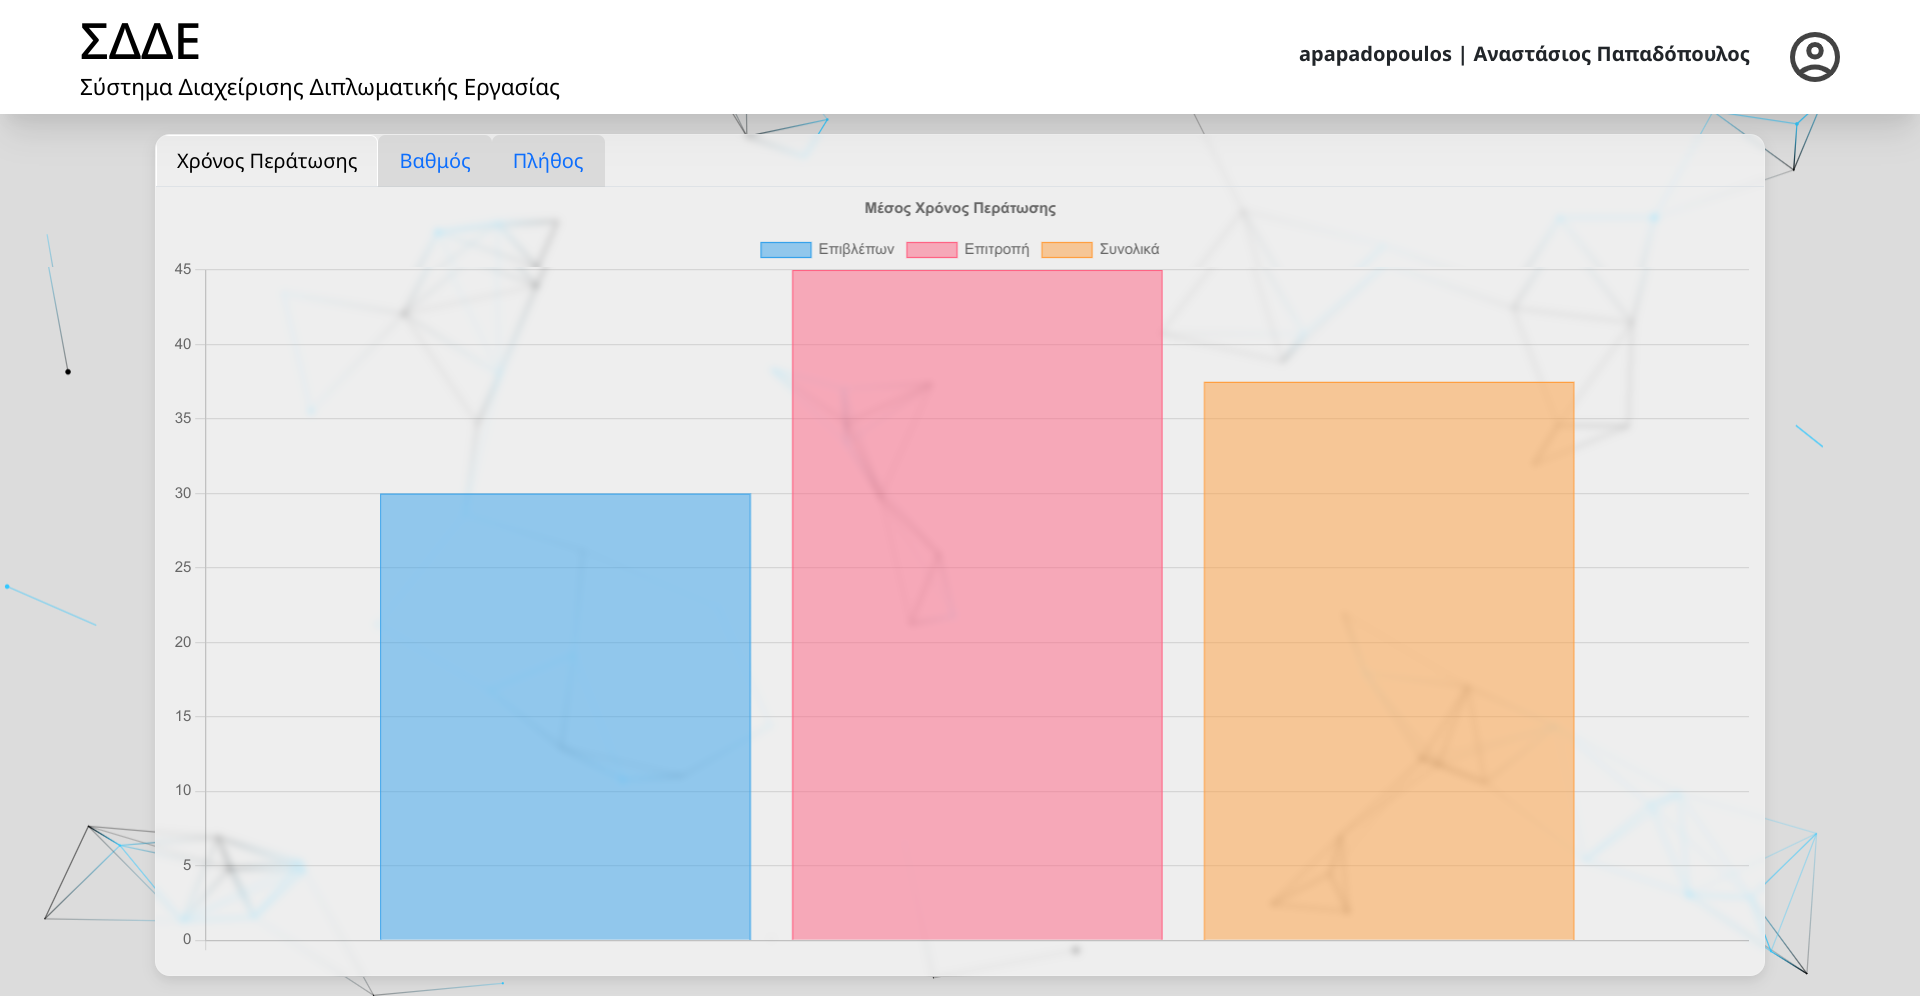 ΣΔΔΕ
Σύστημα Διαχείρισης Διπλωματικής Εργασίας
apapadopoulos | Αναστάσιος Παπαδόπουλος
Χρόνος Περάτωσης Βαθμός Πλήθος
Μέσος Χρόνος Περάτωσης
Επιβλέπων Επιτροπή Συνολικά
45
40
35
30
25
20
15
10
5
0